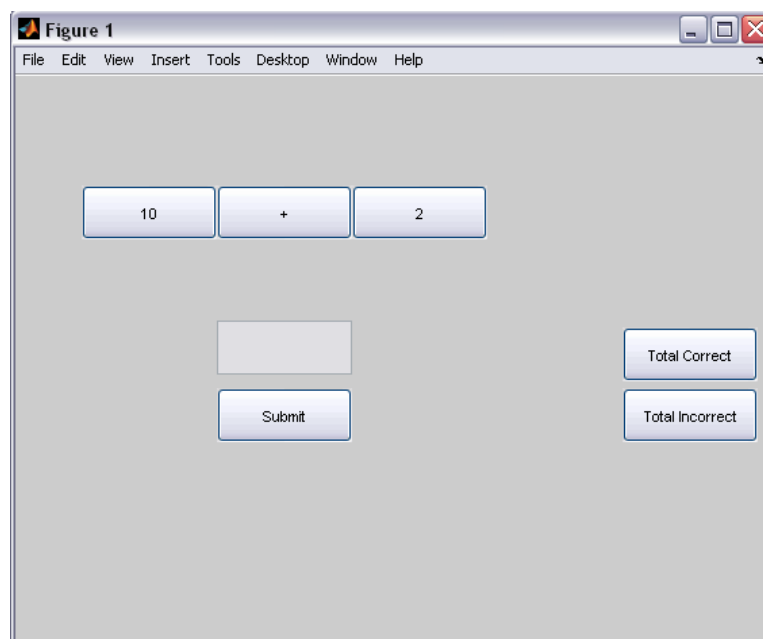 Figure 1
File Edit View Insert Tools Desktop Window Help
10 + 2
Total Correct
Submit Total Incorrect